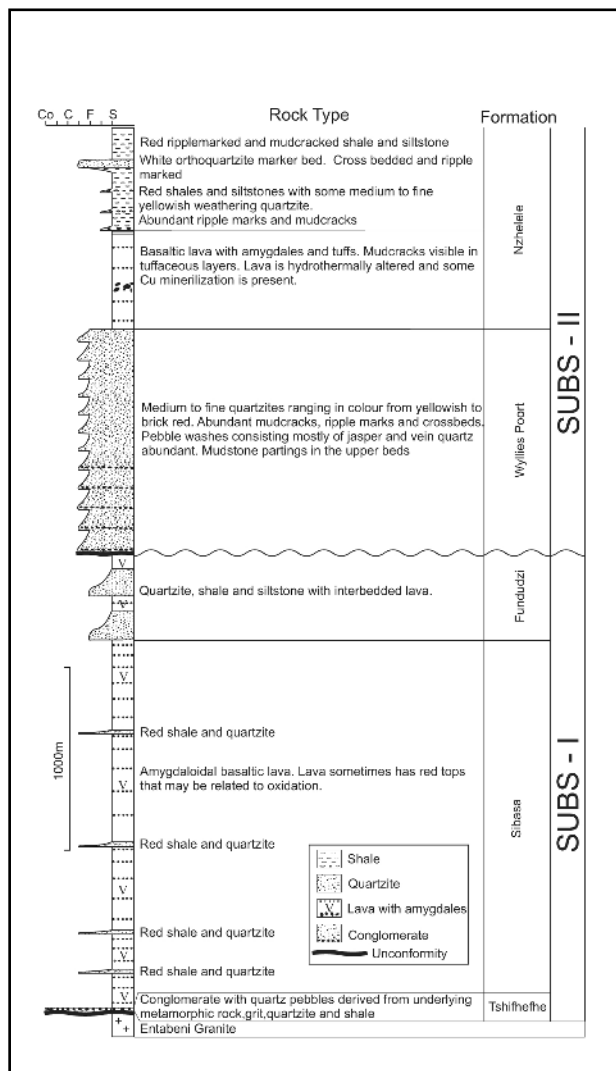 Co C F S
Rock Type
Formation
Red ripplemarked and mudcracked shale and siltstone
White orthoquartzite marker bed. Cross bedded and ripple
marked
Red shales and siltstones with some medium to fine
yellowish weathering quartzite.
Abundant ripple marks and mudcracks
Basaltic lava with amygdales and tuffs. Mudcracks visible in
tuffaceous layers. Lava is hydrothermally altered and some
Cu minerilization is present.
Nzhelele
Medium to fine quartzites ranging in colour from yellowish to
brick red. Abundant mudcracks, ripple marks and crossbeds.
Pebble washes consisting mostly of jasper and vein quartz
abundant. Mudstone partings in the upper beds
Wyllies Poort
SUBS - II
V
Quartzite, shale and siltstone with interbedded lava.
V
Fundudzi
V
Red shale and quartzite
1000m
Amygdaloidal basaltic lava. Lava sometimes has red tops
that may be related to oxidation.
V
Red shale and quartzite
V
Red shale and quartzite
V
Red shale and quartzite
Sibasa
SUBS - I
Shale
Quartzite
V Lava with amygdales
Conglomerate
Unconformity
V
Conglomerate with quartz pebbles derived from underlying
metamorphic rock,grit,quartzite and shale
Tshifhefhe
Entabeni Granite